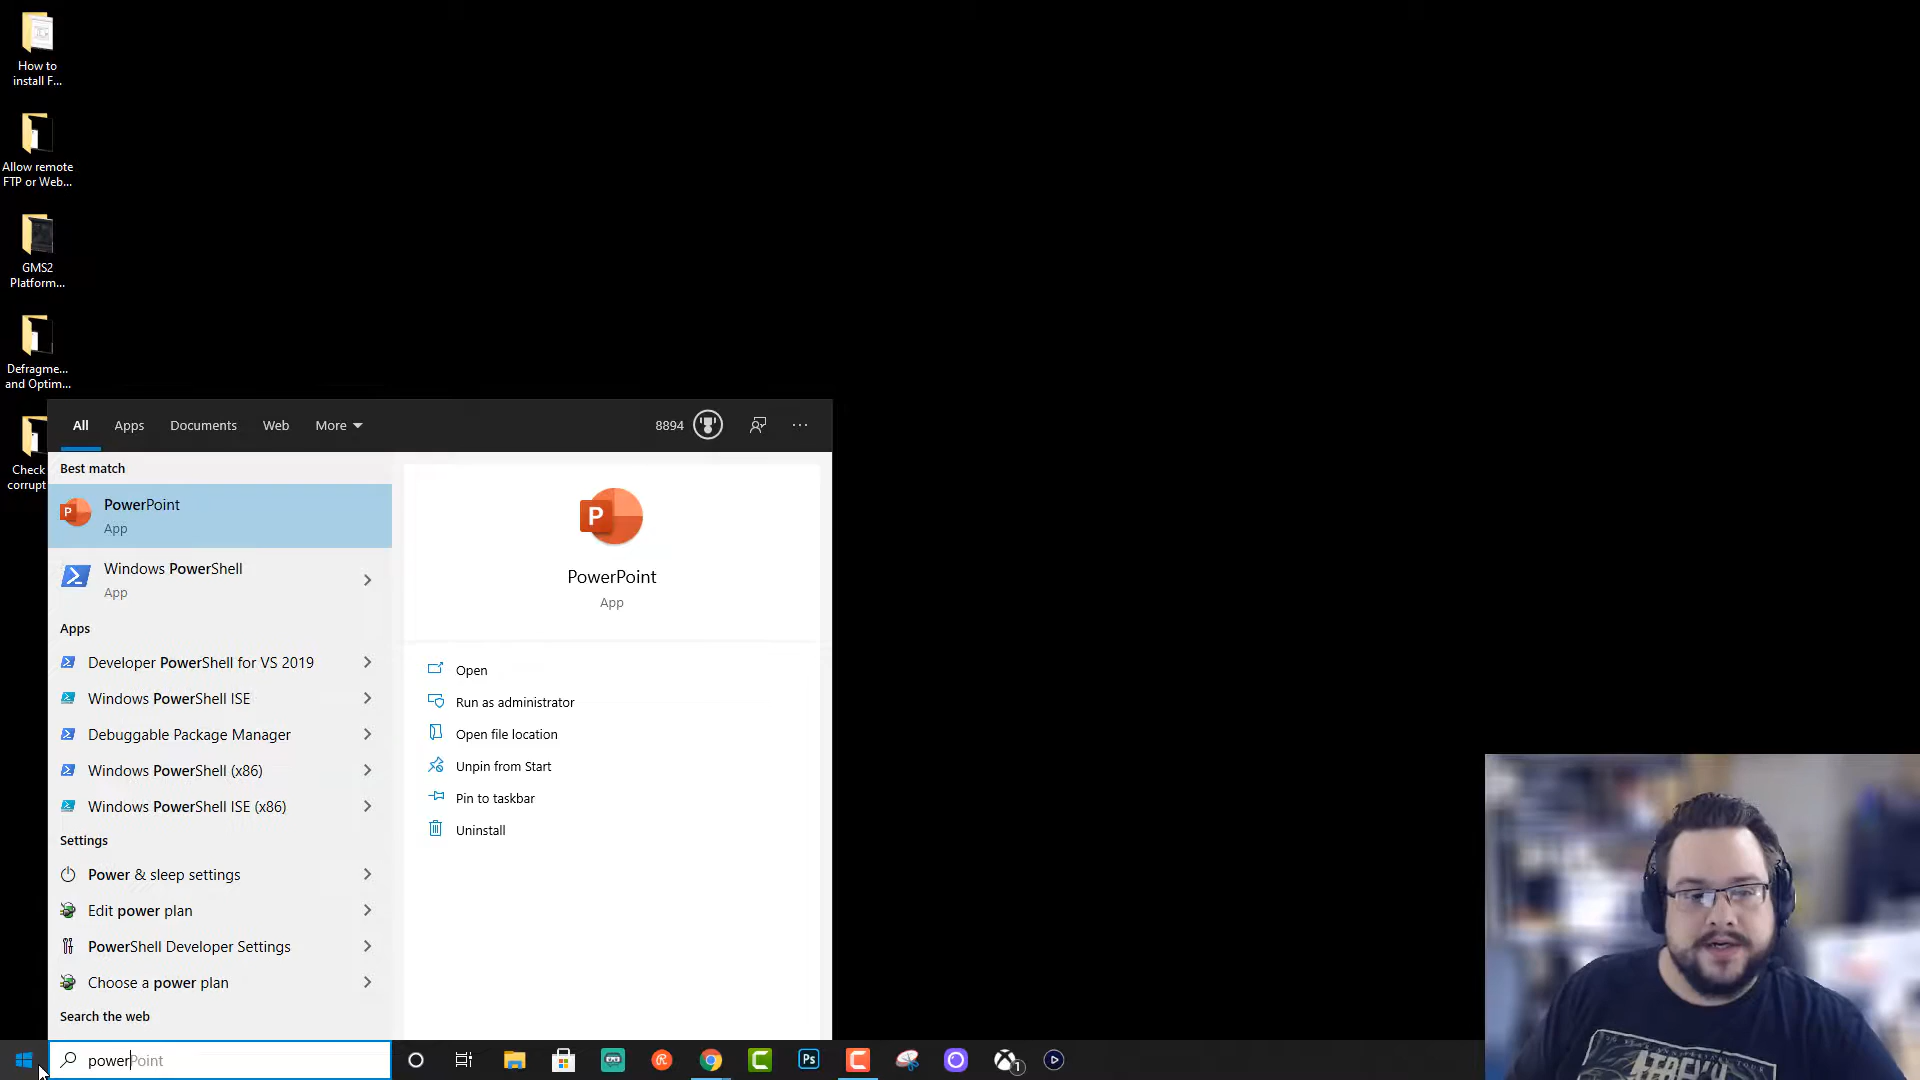 How to
install F...
Allow remote
FTP or Web...
GMS2
Platform...
Defragme...
and Optim...
Check
corrupt
All
Apps
Documents
Web
More
8894
Best match
PowerPoint
App
Windows PowerShell
App
Apps
Developer PowerShell for VS 2019
Windows PowerShell ISE
Debuggable Package Manager
Windows PowerShell (x86)
Windows PowerShell ISE (x86)
Settings
Power & sleep settings
Edit power plan
PowerShell Developer Settings
Choose a power plan
Search the web
P
PowerPoint
App
Open
Run as administrator
Open file location
Unpin from Start
Pin to taskbar
Uninstall
powerPoint
Ps
1